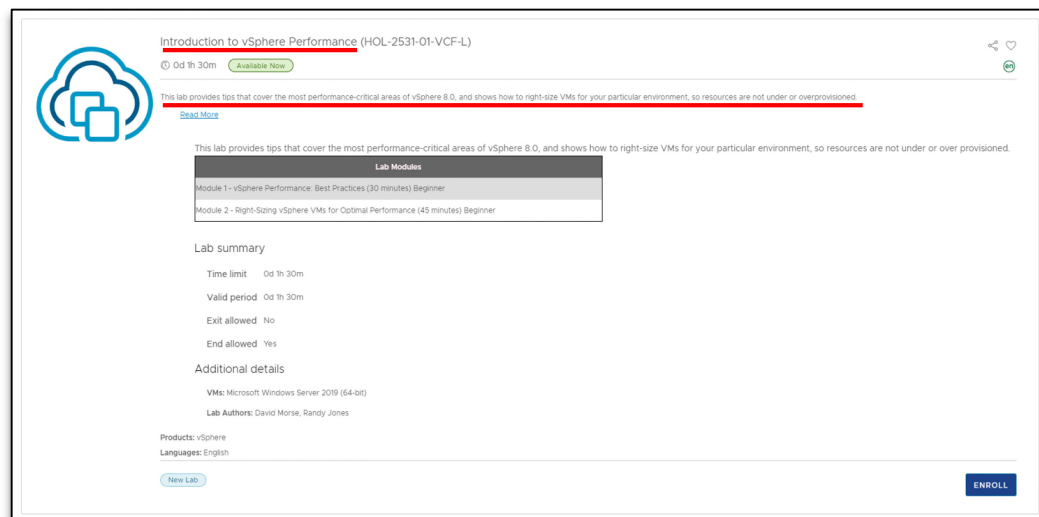 Introduction to vSphere Performance (HOL-2531-01-VCF-L)
0d 1h 30m Available Now
en
This lab provides tips that cover the most performance-critical areas of vSphere 8.0, and shows how to right-size VMs for your particular environment, so resources are not under or overprovisioned.
Read More
This lab provides tips that cover the most performance-critical areas of vSphere 8.0, and shows how to right-size VMs for your particular environment, so resources are not under or over provisioned.
Lab Modules
Module 1 - vSphere Performance: Best Practices (30 minutes) Beginner
Module 2 - Right-Sizing vSphere VMs for Optimal Performance (45 minutes) Beginner
Lab summary
Time limit 0d 1h 30m
Valid period 0d 1h 30m
Exit allowed No
End allowed Yes
Additional details
VMs: Microsoft Windows Server 2019 (64-bit)
Lab Authors: David Morse, Randy Jones
Products: vSphere
Languages: English
New Lab
ENROLL